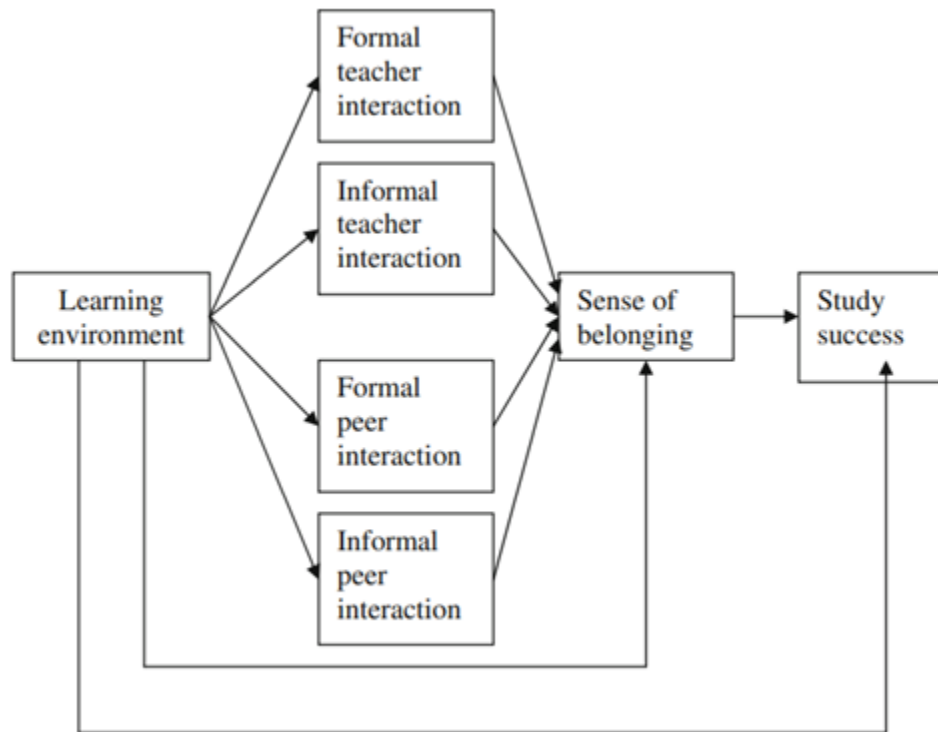 Formal
teacher
interaction
Informal
teacher
interaction
Learning
environment
Sense of
belonging
Study
success
Formal
peer
interaction
Informal
peer
interaction